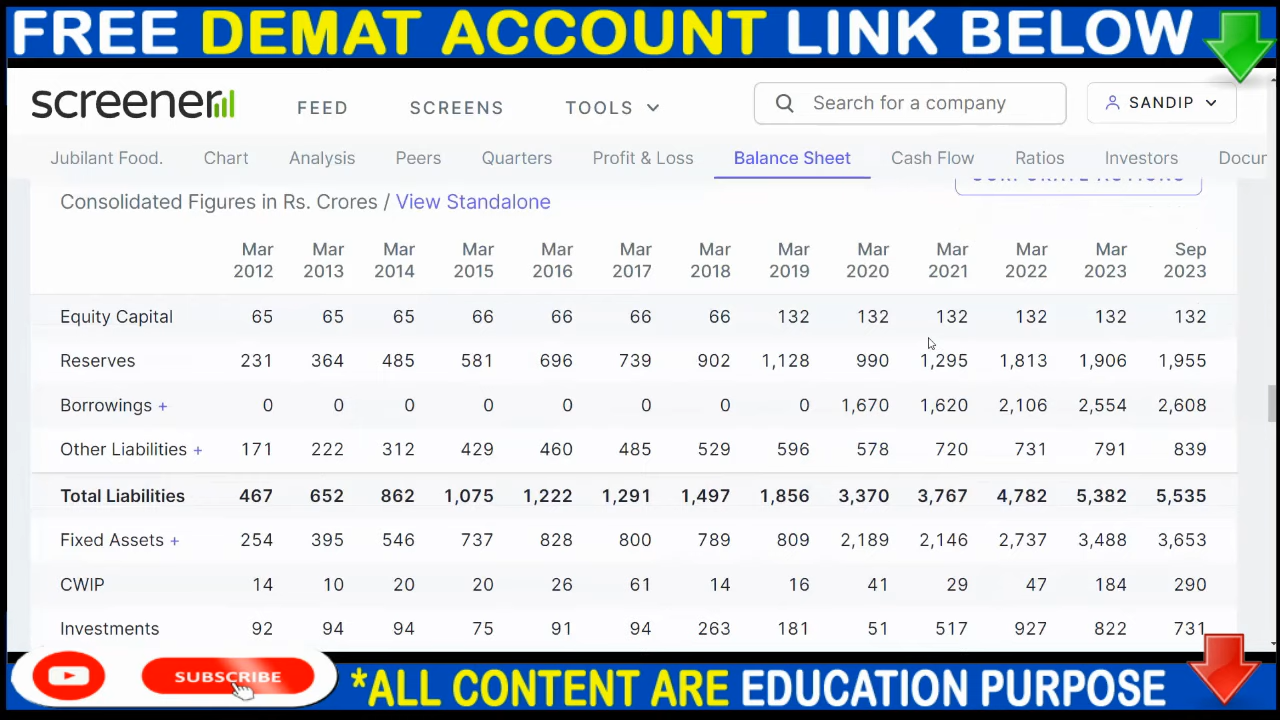 FREE DEMAT ACCOUNT LINK BELOW
screener FEED SCREENS TOOLS Search for a company SANDIP
Jubilant Food. Chart Analysis Peers Quarters Profit & Loss Balance Sheet Cash Flow Ratios Investors Docur
CORPORATE ACTIONS
Consolidated Figures in Rs. Crores / View Standalone
Mar 2012 Mar 2013 Mar 2014 Mar 2015 Mar 2016 Mar 2017 Mar 2018 Mar 2019 Mar 2020 Mar 2021 Mar 2022 Mar 2023 Sep 2023
Equity Capital 65 65 65 66 66 66 66 132 132 132 132 132 132
Reserves 231 364 485 581 696 739 902 1,128 990 1,295 1,813 1,906 1,955
Borrowings + 0 0 0 0 0 0 0 0 1,670 1,620 2,106 2,554 2,608
Other Liabilities + 171 222 312 429 460 485 529 596 578 720 731 791 839
Total Liabilities 467 652 862 1,075 1,222 1,291 1,497 1,856 3,370 3,767 4,782 5,382 5,535
Fixed Assets + 254 395 546 737 828 800 789 809 2,189 2,146 2,737 3,488 3,653
CWIP 14 10 20 20 26 61 14 16 41 29 47 184 290
Investments 92 94 94 75 91 94 263 181 51 517 927 822 731
SUBSCRIBE
*ALL CONTENT ARE EDUCATION PURPOSE